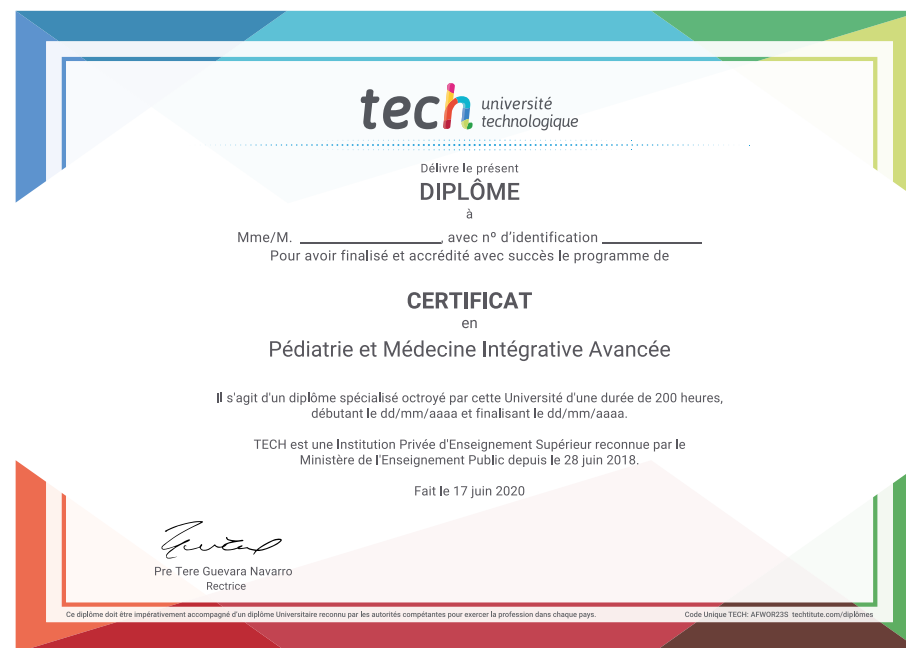 tech université
technologique
Délivre le présent
DIPLÔME
à
Mme/M. ____________________, avec nº d'identification ______________
Pour avoir finalisé et accrédité avec succès le programme de
CERTIFICAT
en
Pédiatrie et Médecine Intégrative Avancée
Il s'agit d'un diplôme spécialisé octroyé par cette Université d'une durée de 200 heures,
débutant le dd/mm/aaaa et finalisant le dd/mm/aaaa.
TECH est une Institution Privée d'Enseignement Supérieur reconnue par le
Ministère de l'Enseignement Public depuis le 28 juin 2018.
Fait le 17 juin 2020
Pre Tere Guevara Navarro
Rectrice
Ce diplôme doit être impérativement accompagné d'un diplôme Universitaire reconnu par les autorités compétentes pour exercer la profession dans chaque pays.
Code Unique TECH: AFWOR23S techtitute.com/diplômes